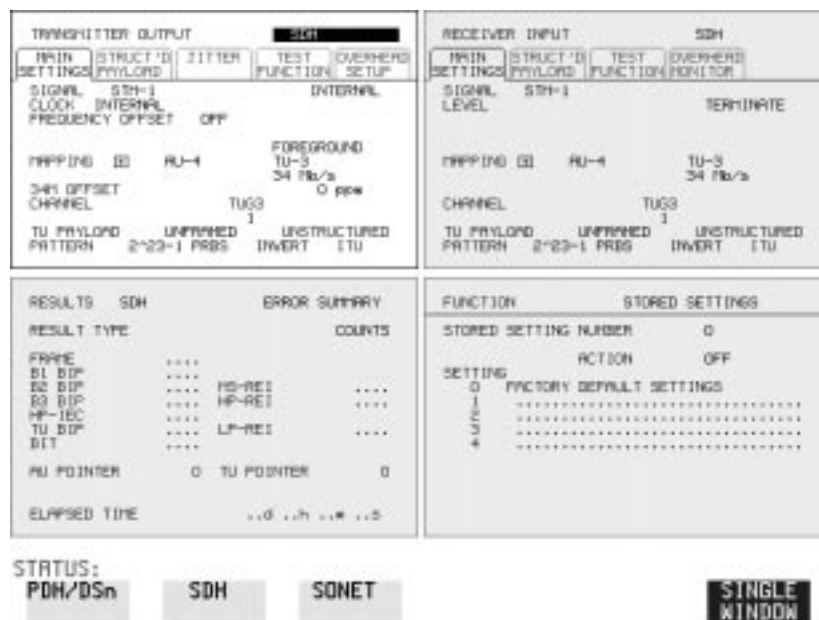 TRANSMITTER OUTPUT SDH
MAIN SETTINGS STRUCT'D PAYLOAD JITTER TEST FUNCTION OVERHEAD SETUP
SIGNAL STM-1 INTERNAL
CLOCK INTERNAL
FREQUENCY OFFSET OFF
FOREGROUND
MAPPING AU-4 TU-3
34 Mb/s
34M OFFSET 0 ppm
CHANNEL TUG3
1
TU PAYLOAD UNFRAMED UNSTRUCTURED
PATTERN 2^23-1 PRBS INVERT ITU
RECEIVER INPUT SDH
MAIN SETTINGS STRUCT'D PAYLOAD TEST FUNCTION OVERHEAD MONITOR
SIGNAL STM-1
LEVEL TERMINATE
MAPPING AU-4 TU-3
34 Mb/s
CHANNEL TUG3
1
TU PAYLOAD UNFRAMED UNSTRUCTURED
PATTERN 2^23-1 PRBS INVERT ITU
RESULTS SDH ERROR SUMMARY
RESULT TYPE COUNTS
FRAME ....
B1 BIP ....
B2 BIP .... MS-REI ....
B3 BIP .... HP-REI ....
HP-IEC ....
TU BIP .... LP-REI ....
BIT ....
AU POINTER 0 TU POINTER 0
ELAPSED TIME ..d ..h ..m ..s
FUNCTION STORED SETTINGS
STORED SETTING NUMBER 0
ACTION OFF
SETTING
0 FACTORY DEFAULT SETTINGS
1 ..............................
2 ..............................
3 ..............................
4 ..............................
STATUS:
PDH/DSn SDH SONET SINGLE WINDOW